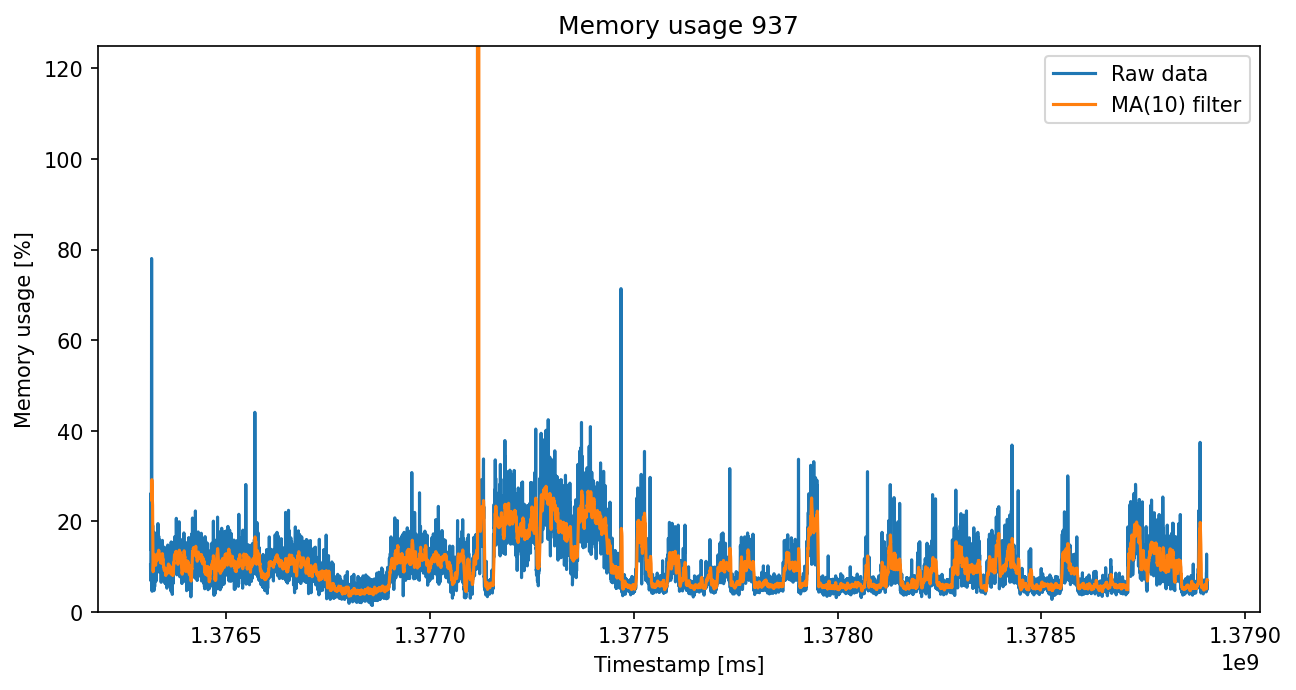 Memory usage 937
Raw data
MA(10) filter
Memory usage [%]
120
100
80
60
40
20
0
1.3765 1.3770 1.3775 1.3780 1.3785 1.3790
1e9
Timestamp [ms]